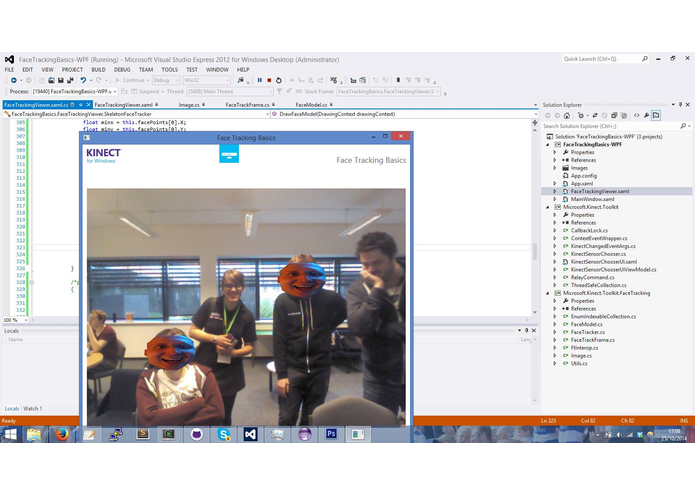 FaceTrackingBasics-WPF (Running) - Microsoft Visual Studio Express 2012 for Windows Desktop (Administrator)
Quick Launch (Ctrl+Q)
FILE EDIT VIEW PROJECT BUILD DEBUG TEAM TOOLS TEST WINDOW HELP
Continue Debug Win32
Process: [19440] FaceTrackingBasics-WPF.v Suspend Thread: [5888] Main Thread Stack Frame: FaceTrackingBasics.FaceTrackingViewer.S
FaceTrackingViewer.xaml.cs FaceTrackingViewer.xaml Image.cs FaceTrackFrame.cs FaceModel.cs
FaceTrackingBasics.FaceTrackingViewer.SkeletonFaceTracker DrawFaceModel(DrawingContext drawingContext)
305 float minx = this.facePoints[0].X;
306 float miny = this.facePoints[0].Y;
307
308
309
310
311
312
313
314
315
316
317
318
319
320
321
322
323
324
325
326 }
327
328
329 {
330
331
332
100 %
Face Tracking Basics
KINECT
for Windows
Face Tracking Basics
Locals
Name
Locals Watch 1
Ready
Ln 323 Col 82 Ch 82 INS
Solution Explorer
Search Solution Explorer (Ctrl+;)
Solution 'FaceTrackingBasics-WPF' (3 projects)
FaceTrackingBasics-WPF
Properties
References
Images
App.config
App.xaml
FaceTrackingViewer.xaml
MainWindow.xaml
Microsoft.Kinect.Toolkit
Properties
References
CallbackLock.cs
ContextEventWrapper.cs
KinectChangedEventArgs.cs
KinectSensorChooser.cs
KinectSensorChooserUI.xaml
KinectSensorChooserUiViewModel.cs
RelayCommand.cs
ThreadSafeCollection.cs
Microsoft.Kinect.Toolkit.FaceTracking
Properties
References
EnumIndexableCollection.cs
FaceModel.cs
FaceTracker.cs
FaceTrackFrame.cs
FtInterop.cs
Image.cs
Utils.cs
17:08
25/10/2014